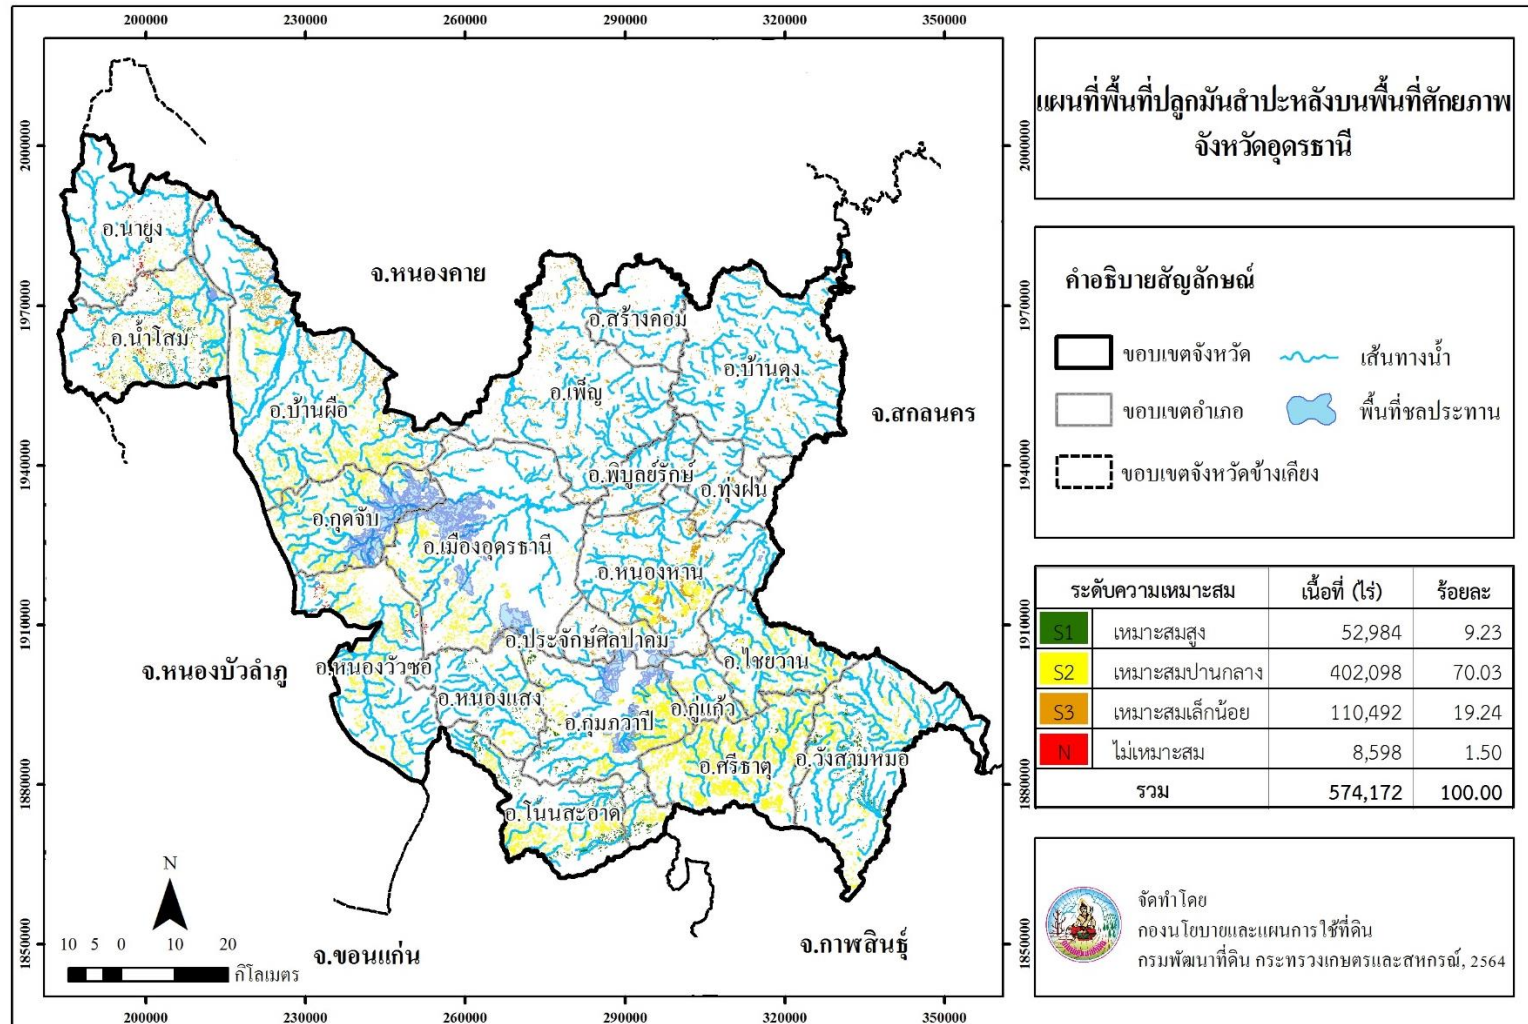 200000 230000 260000 290000 320000 350000
2000000
1970000
1940000
1910000
1880000
1850000
อ.นายูง
จ.หนองคาย
อ.น้ำโสม
อ.สร้างคอม
อ.บ้านดุง
อ.เพ็ญ
อ.บ้านผือ
จ.สกลนคร
อ.พิบูลย์รักษ์
อ.ทุ่งฝน
อ.กุดจับ
อ.เมืองอุดรธานี
อ.หนองหาน
อ.ประจักษ์ศิลปาคม
อ.ไชยวาน
จ.หนองบัวลำภู
อ.หนองวัวซอ
อ.หนองแสง
อ.กู่แก้ว
อ.กุมภวาปี
อ.ศรีธาตุ
อ.วังสามหมอ
อ.โนนสะอาด
N
10 5 0 10 20
กิโลเมตร
จ.ขอนแก่น
จ.กาฬสินธุ์
2000000
1970000
1940000
1910000
1880000
1850000
200000 230000 260000 290000 320000 350000
แผนที่พื้นที่ปลูกมันสำปะหลังบนพื้นที่ศักยภาพ
จังหวัดอุดรธานี
คำอธิบายสัญลักษณ์
ขอบเขตจังหวัด เส้นทางน้ำ
ขอบเขตอำเภอ พื้นที่ชลประทาน
ขอบเขตจังหวัดข้างเคียง
ระดับความเหมาะสม เนื้อที่ (ไร่) ร้อยละ
S1 เหมาะสมสูง 52,984 9.23
S2 เหมาะสมปานกลาง 402,098 70.03
S3 เหมาะสมเล็กน้อย 110,492 19.24
N ไม่เหมาะสม 8,598 1.50
รวม 574,172 100.00
จัดทำโดย
กองนโยบายและแผนการใช้ที่ดิน
กรมพัฒนาที่ดิน กระทรวงเกษตรและสหกรณ์, 2564